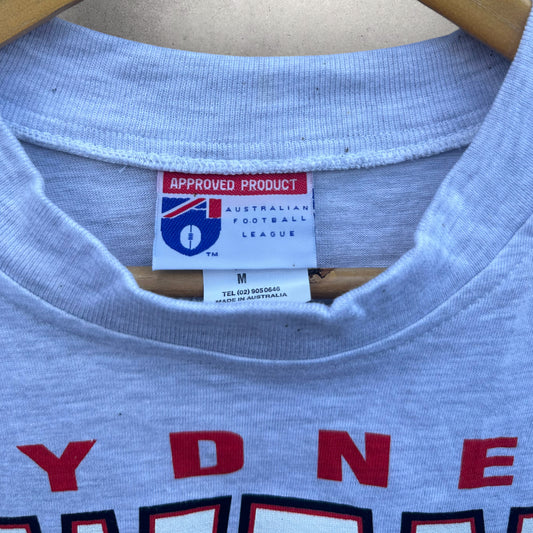 APPROVED PRODUCT
AUSTRALIAN
FOOTBALL
LEAGUE
TM
M
TEL (02) 9050646
MADE IN AUSTRALIA
YDNE